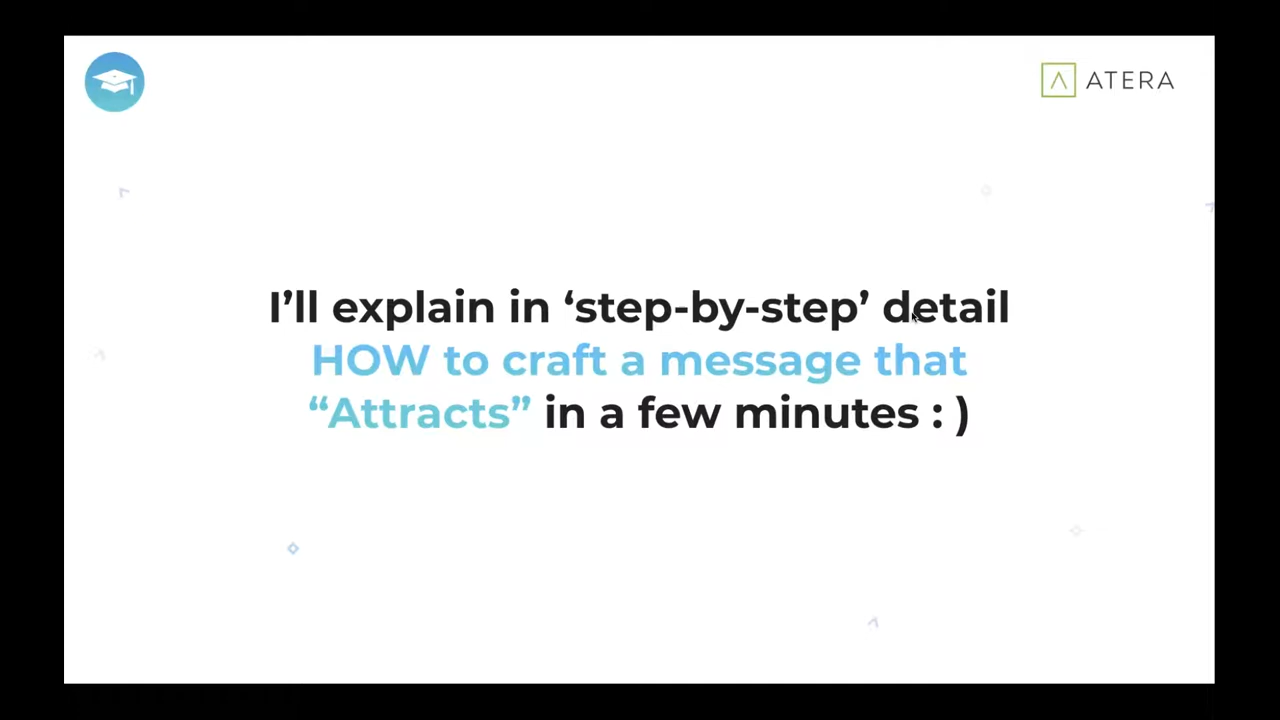 ATERA
I’ll explain in ‘step-by-step’ detail
HOW to craft a message that
“Attracts” in a few minutes : )